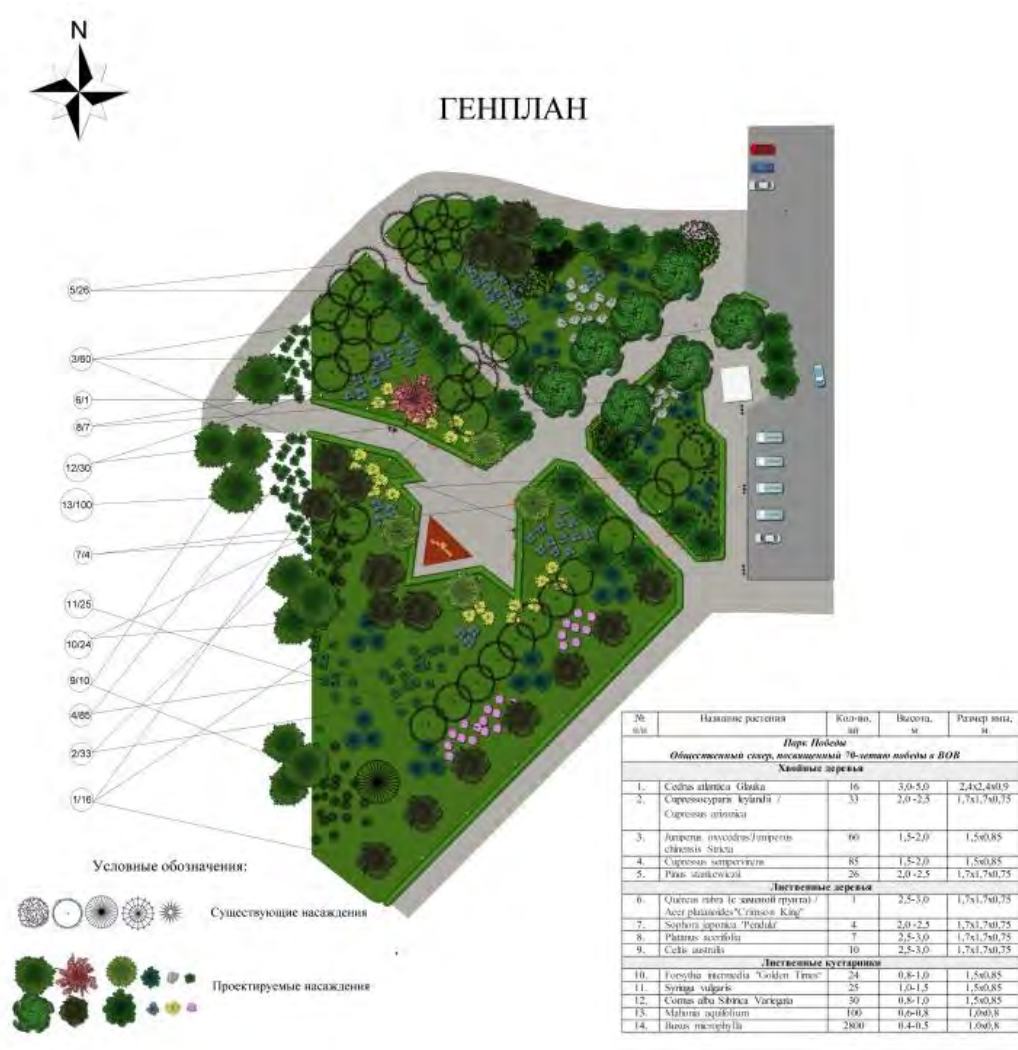 N
ГЕНПЛАН
5/26
3/60
6/1
8/7
12/30
13/100
7/4
11/25
10/24
9/10
4/85
2/33
1/16
Условные обозначения:
Существующие насаждения
Проектируемые насаждения
№ п/п Название растения Кол-во, шт Высота, м Размер ямы, м
Парк Победы
Общественный сквер, посвященный 70-летию победы в ВОВ
Хвойные деревья
1. Cedrus atlantica Glauka 16 3,0-5,0 2,4х2,4х0,9
2. Cupressocyparis leylandii / 33 2,0-2,5 1,7х1,7х0,75
Cupressus arizonica
3. Juniperus oxycedrus/Juniperus 60 1,5-2,0 1,5х0,85
chinensis Stricta
4. Cupressus sempervirens 85 1,5-2,0 1,5х0,85
5. Pinus stankewiczii 26 2,0-2,5 1,7х1,7х0,75
Лиственные деревья
6. Quercus rubra (с заменой грунта) / 1 2,5-3,0 1,7х1,7х0,75
Acer platanoides"Crimson King"
7. Sophora japonica "Pendula" 4 2,0-2,5 1,7х1,7х0,75
8. Platanus acerifolia 7 2,5-3,0 1,7х1,7х0,75
9. Celtis australis 10 2,5-3,0 1,7х1,7х0,75
Лиственные кустарники
10. Forsythia intermedia "Golden Times" 24 0,8-1,0 1,5х0,85
11. Syringa vulgaris 25 1,0-1,5 1,5х0,85
12. Cornus alba Sibirica Variegata 30 0,8-1,0 1,5х0,85
13. Mahonia aquifolium 100 0,6-0,8 1,0х0,8
14. Buxus microphylla 2800 0,4-0,5 1,0х0,8